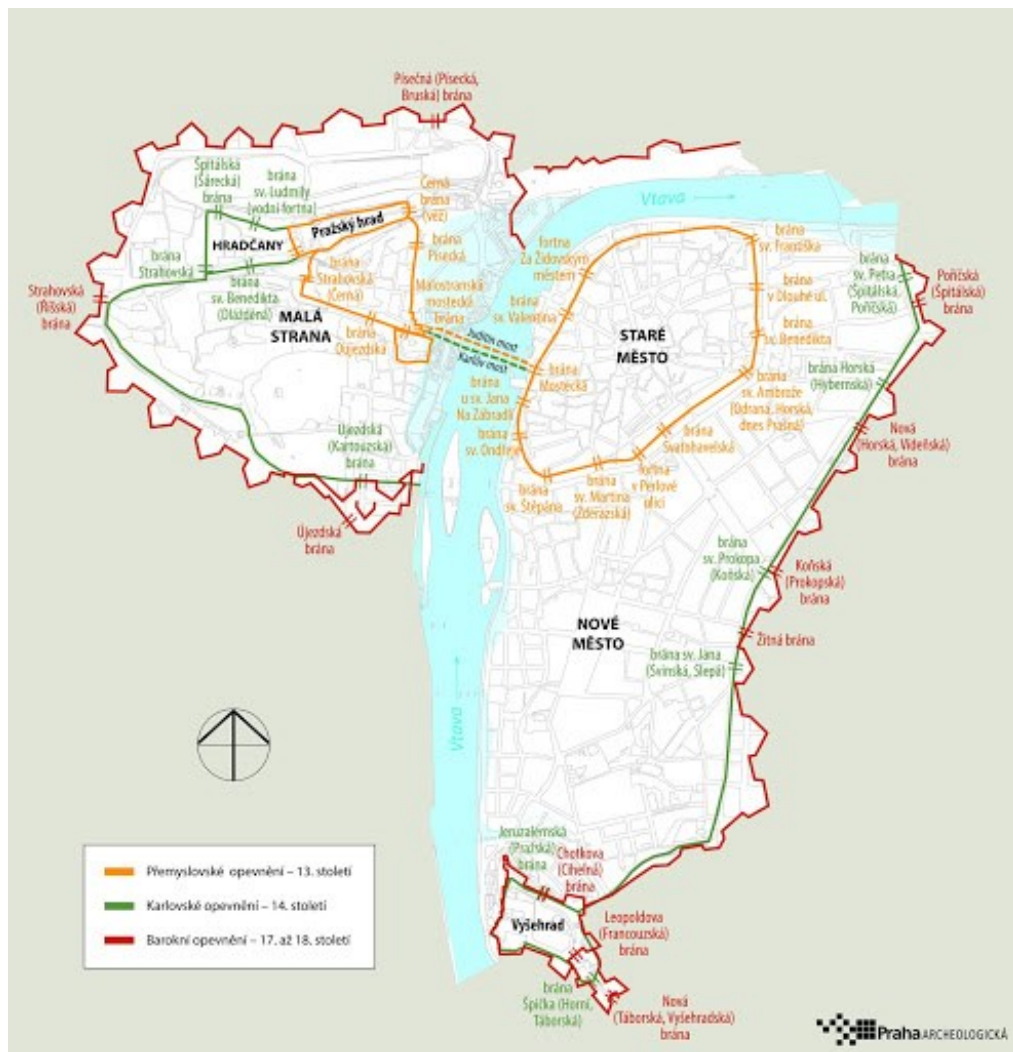 Písečná (Písecká,
Bruská) brána
Špitálská
(Šárecká)
brána
brána
sv. Ludmily
(vodní fortna)
Černá
brána
(věž)
Pražský hrad
HRADČANY
brána
Strahovská
brána
sv. Benedikta
(Dlážděná)
brána
Strahovská
(Černá)
brána
Písecká
Malostranská
mostecká
brána
Strahovská
(Říšská)
brána
MALÁ
STRANA
brána
Oujezdská
Juditin most
Karlův most
Vltava
fortna
Za Židovským
městem
brána
sv. Valentina
brána
sv. Františka
brána
v Dlouhé ul.
brána
sv. Benedikta
STARÉ
MĚSTO
brána
Mostecká
brána
u sv. Jana
Na Zábradlí
brána
sv. Ondřeje
brána
sv. Ambrože
(Odraná, Horská,
dnes Prašná)
brána
Svatohavelská
fortna
v Perlové
ulici
brána
sv. Martina
(Zderazská)
brána
sv. Štěpána
brána
sv. Petra
(Špitálská,
Poříčská)
Poříčská
(Špitálská)
brána
brána Horská
(Hybernská)
Nová
(Horská, Vídeňská)
brána
Újezdská
(Kartouzská)
brána
Újezdská
brána
brána
sv. Prokopa
(Koňská)
Koňská
(Prokopská)
brána
Žitná brána
NOVÉ
MĚSTO
brána sv. Jana
(Svinská, Slepá)
Vltava
Jeruzalémská
(Pražská)
brána
Chotkova
(Cihelná)
brána
Vyšehrad
Leopoldova
(Francouzská)
brána
brána
Špička (Horní,
Táborská)
Nová
(Táborská, Vyšehradská)
brána
Přemyslovské opevnění – 13. století
Karlovské opevnění – 14. století
Barokní opevnění – 17. až 18. století
Praha ARCHEOLOGICKÁ